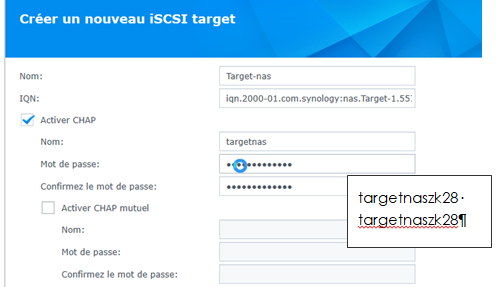 Créer un nouveau iSCSI target
Nom: Target-nas
IQN: iqn.2000-01.com.synology:nas.Target-1.55
Activer CHAP
Nom: targetnas
Mot de passe: •••••••••••••
Confirmez le mot de passe: •••••••••••••
targetnaszk28·
targetnaszk28¶
Activer CHAP mutuel
Nom:
Mot de passe:
Confirmez le mot de passe: